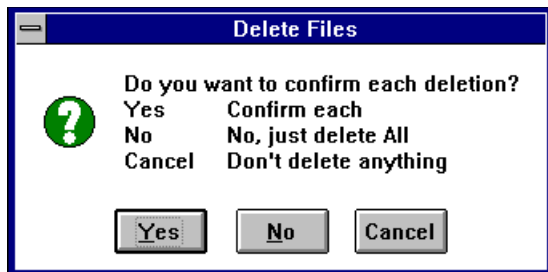 Delete Files
Do you want to confirm each deletion?
Yes Confirm each
No No, just delete All
Cancel Don't delete anything
Yes No Cancel